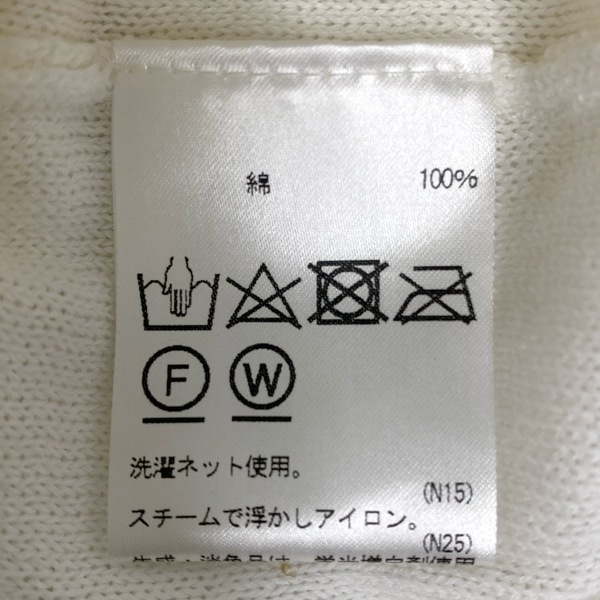 綿 100%
F W
洗濯ネット使用。
(N15)
スチームで浮かしアイロン。
(N25)